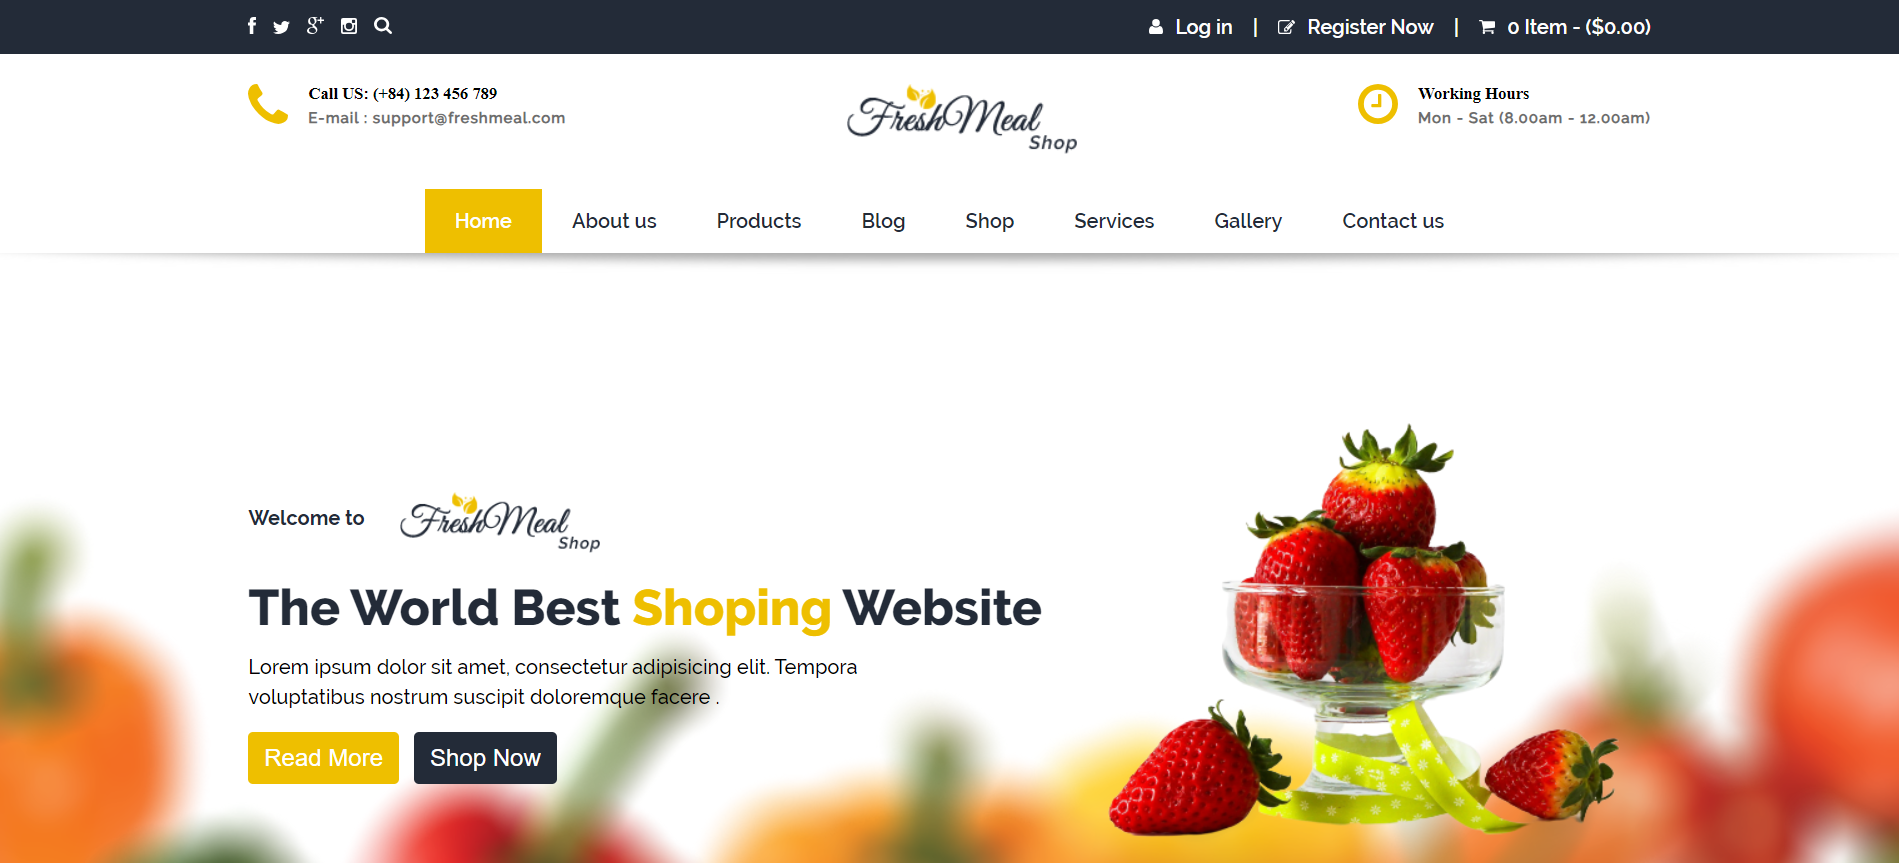 Log in | Register Now | 0 Item - ($0.00)
Call US: (+84) 123 456 789
E-mail : support@freshmeal.com
FreshMeal
Shop
Working Hours
Mon - Sat (8.00am - 12.00am)
Home About us Products Blog Shop Services Gallery Contact us
Welcome to FreshMeal
Shop
The World Best Shoping Website
Lorem ipsum dolor sit amet, consectetur adipisicing elit. Tempora
voluptatibus nostrum suscipit doloremque facere .
Read More Shop Now